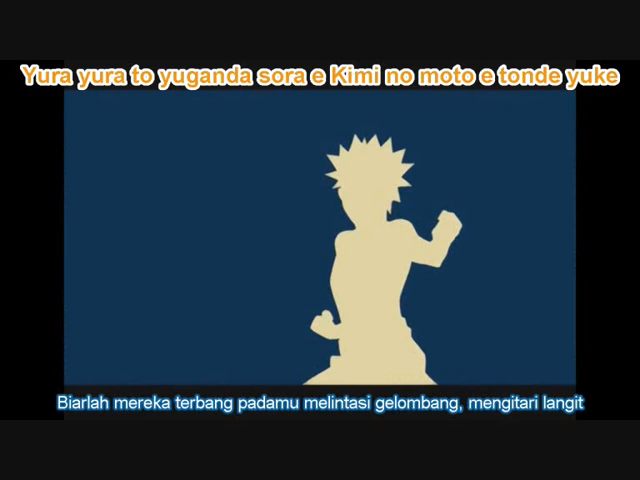 Yura yura to yuganda sora e Kimi no moto e tonde yuke
Biarlah mereka terbang padamu melintasi gelombang, mengitari langit